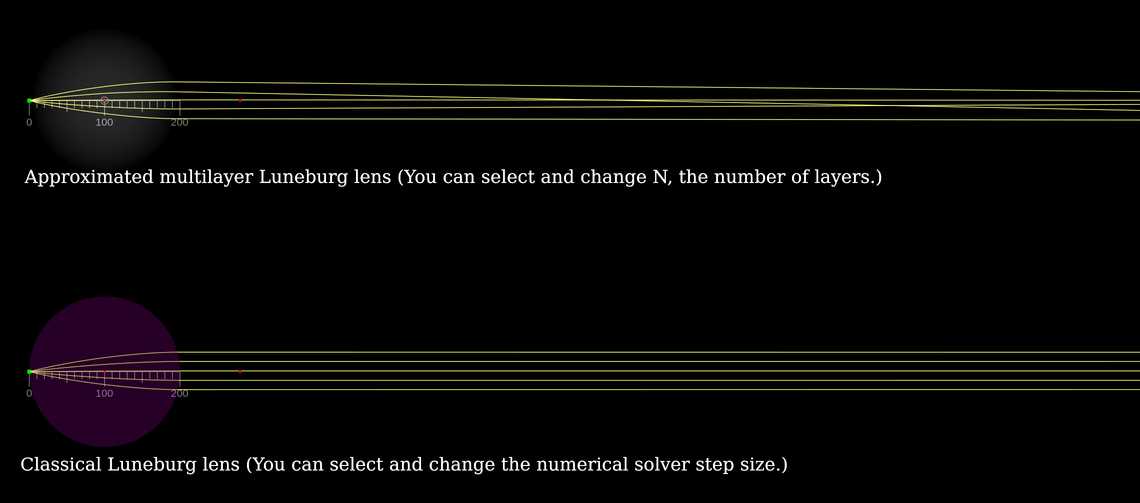 0 100 200
Approximated multilayer Luneburg lens (You can select and change N, the number of layers.)
0 100 200
Classical Luneburg lens (You can select and change the numerical solver step size.)